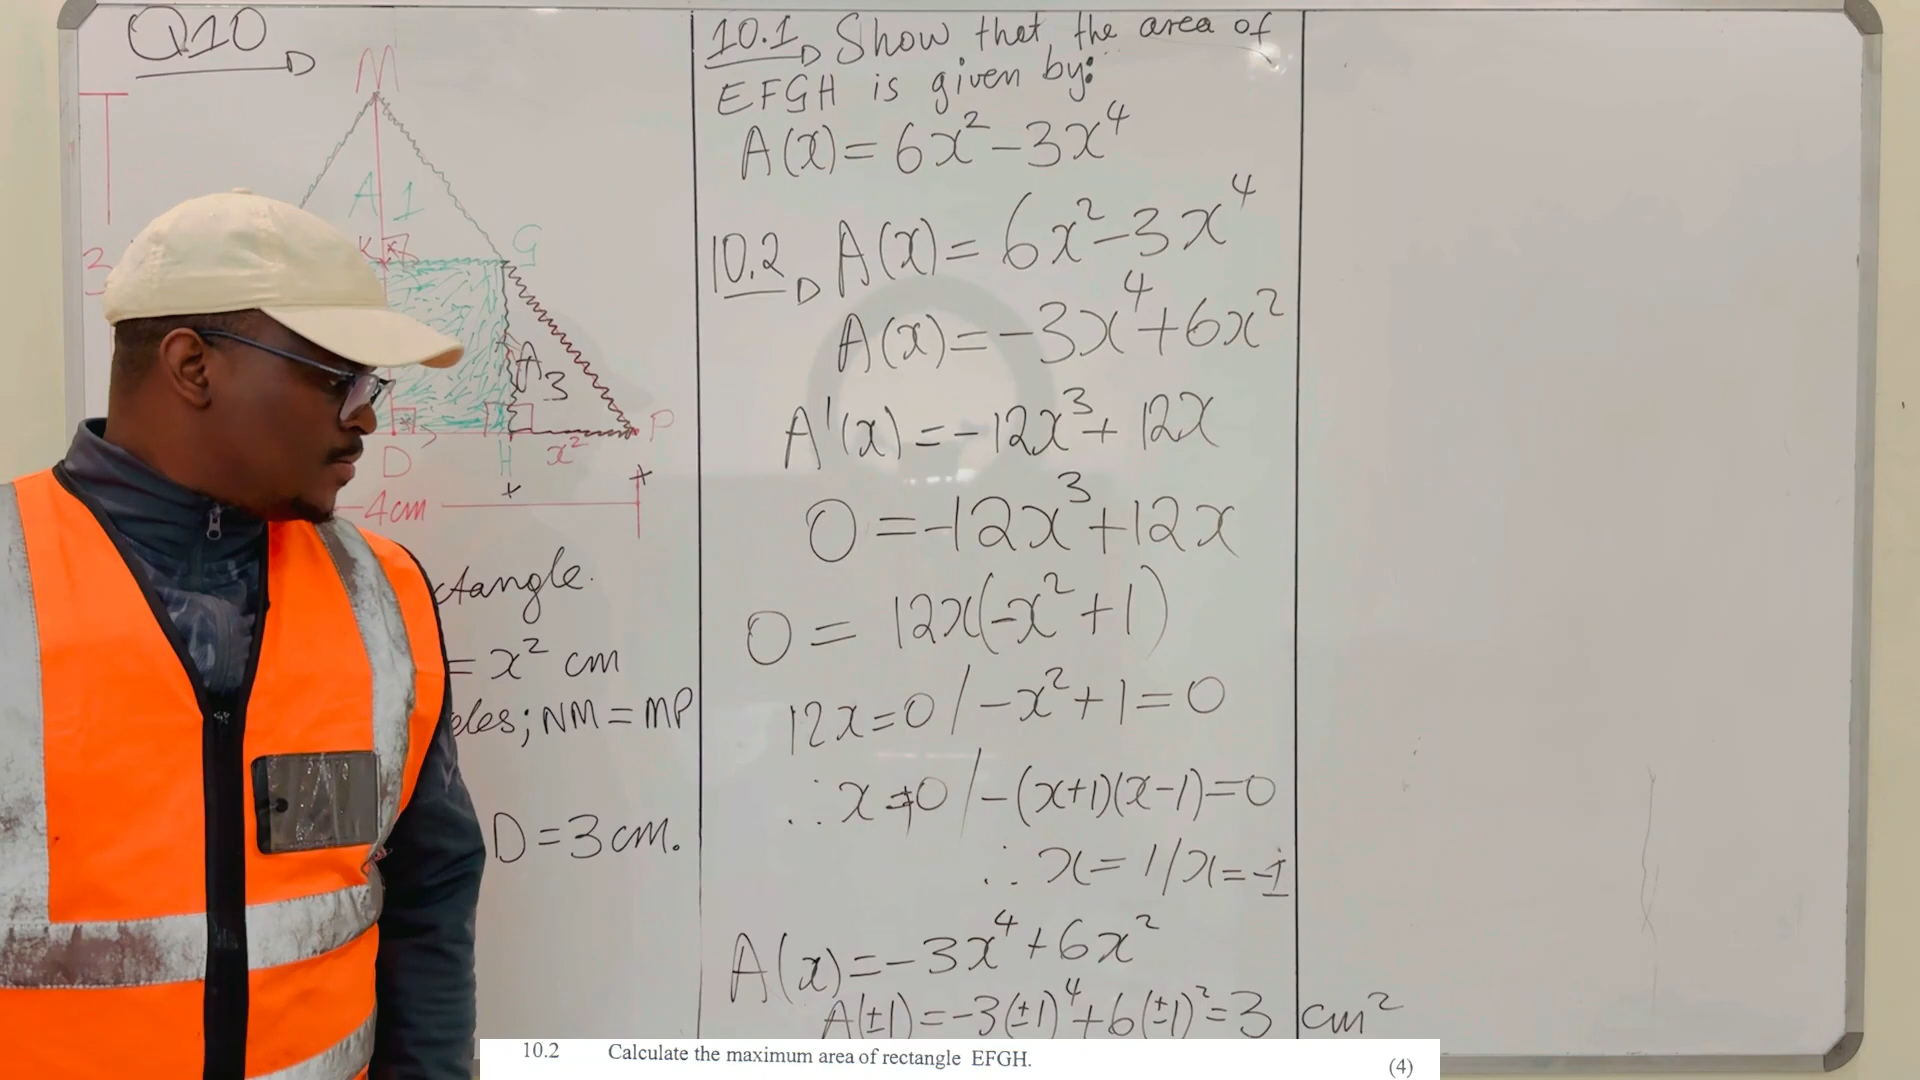 Q10
M
A1
K
G
3
A3
P
D
H
x²
4cm
ctangle.
= x² cm
eles; NM = MP
D = 3 cm.
10.1 Show that the area of
EFGH is given by:
A(x) = 6x² - 3x⁴
10.2 A(x) = 6x² - 3x⁴
A(x) = -3x⁴ + 6x²
A'(x) = -12x³ + 12x
0 = -12x³ + 12x
0 = 12x(-x² + 1)
12x = 0 / -x² + 1 = 0
∴ x ≠ 0 / -(x+1)(x-1) = 0
∴ x = 1 / x = -1
A(x) = -3x⁴ + 6x²
A(±1) = -3(±1)⁴ + 6(±1)² = 3 cm²
10.2 Calculate the maximum area of rectangle EFGH.
(4)